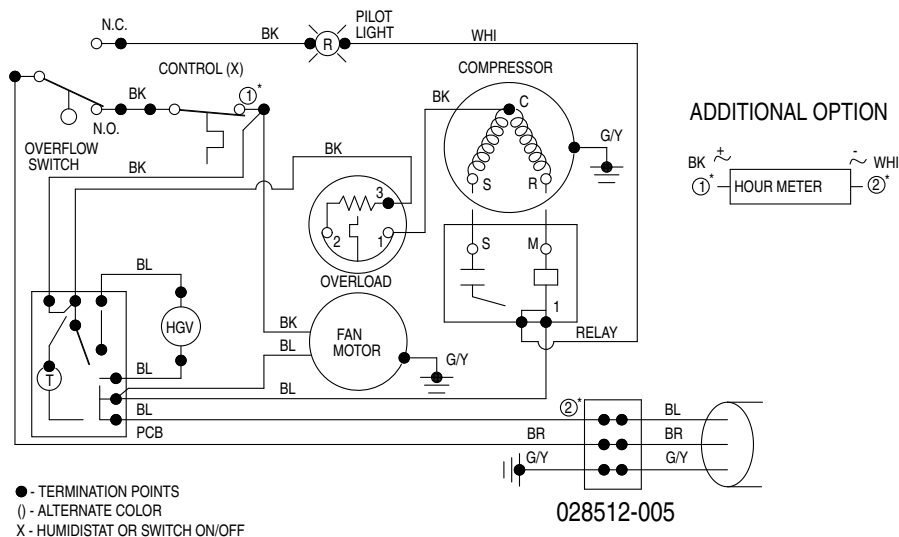 N.C.
BK
R
PILOT
LIGHT
WHI
CONTROL (X)
COMPRESSOR
1*
BK
N.O.
OVERFLOW
SWITCH
BK
C
G/Y
ADDITIONAL OPTION
BK + ~
- ~ WHI
1*
HOUR METER
2*
BK
BK
3
2
1
OVERLOAD
S
R
S
M
1
RELAY
BL
HGV
BK
BL
FAN
MOTOR
G/Y
T
BL
BL
BL
PCB
2*
BL
BR
BR
G/Y
G/Y
028512-005
● - TERMINATION POINTS
() - ALTERNATE COLOR
X - HUMIDISTAT OR SWITCH ON/OFF